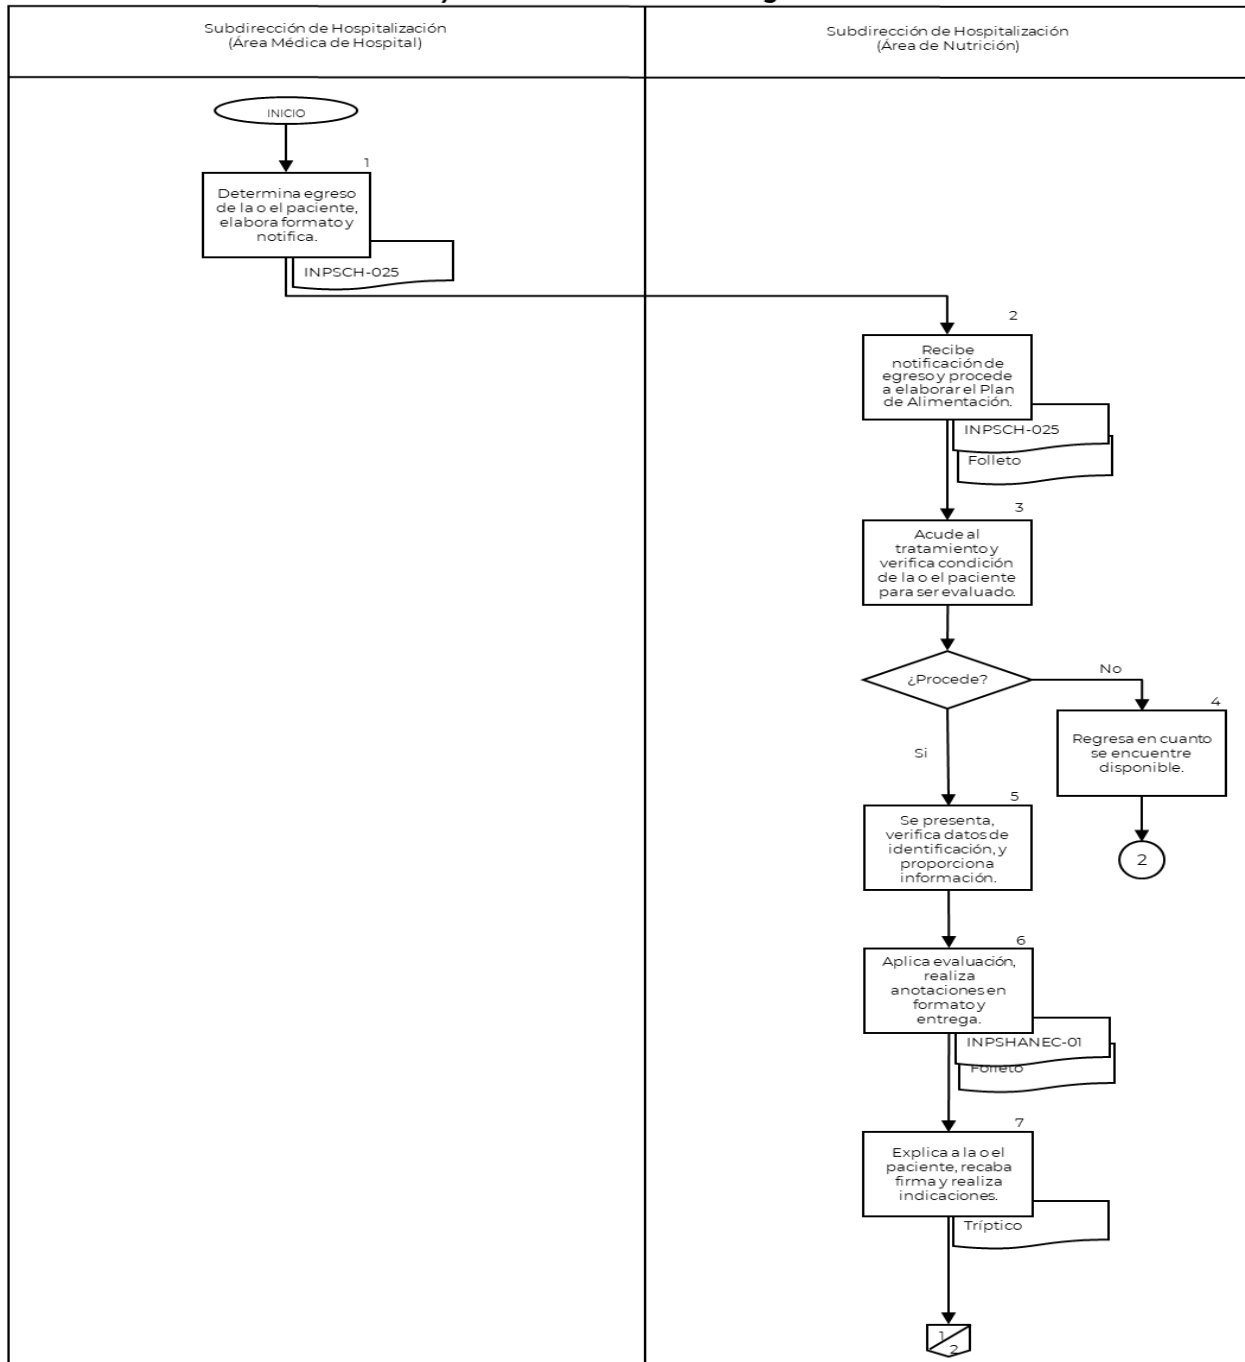 Subdirección de Hospitalización
(Área Médica de Hospital)
Subdirección de Hospitalización
(Área de Nutrición)
INICIO
1
Determina egreso
de la o el paciente,
elabora formato y
notifica.
INPSCH-025
2
Recibe
notificación de
egreso y procede
a elaborar el Plan
de Alimentación.
INPSCH-025
Folleto
3
Acude al
tratamiento y
verifica condición
de la o el paciente
para ser evaluado.
¿Procede?
No
4
Regresa en cuanto
se encuentre
disponible.
2
Si
5
Se presenta,
verifica datos de
identificación, y
proporciona
información.
6
Aplica evaluación,
realiza
anotaciones en
formato y
entrega.
INPSHANEC-01
Folleto
7
Explica a la o el
paciente, recaba
firma y realiza
indicaciones.
Tríptico
1
2